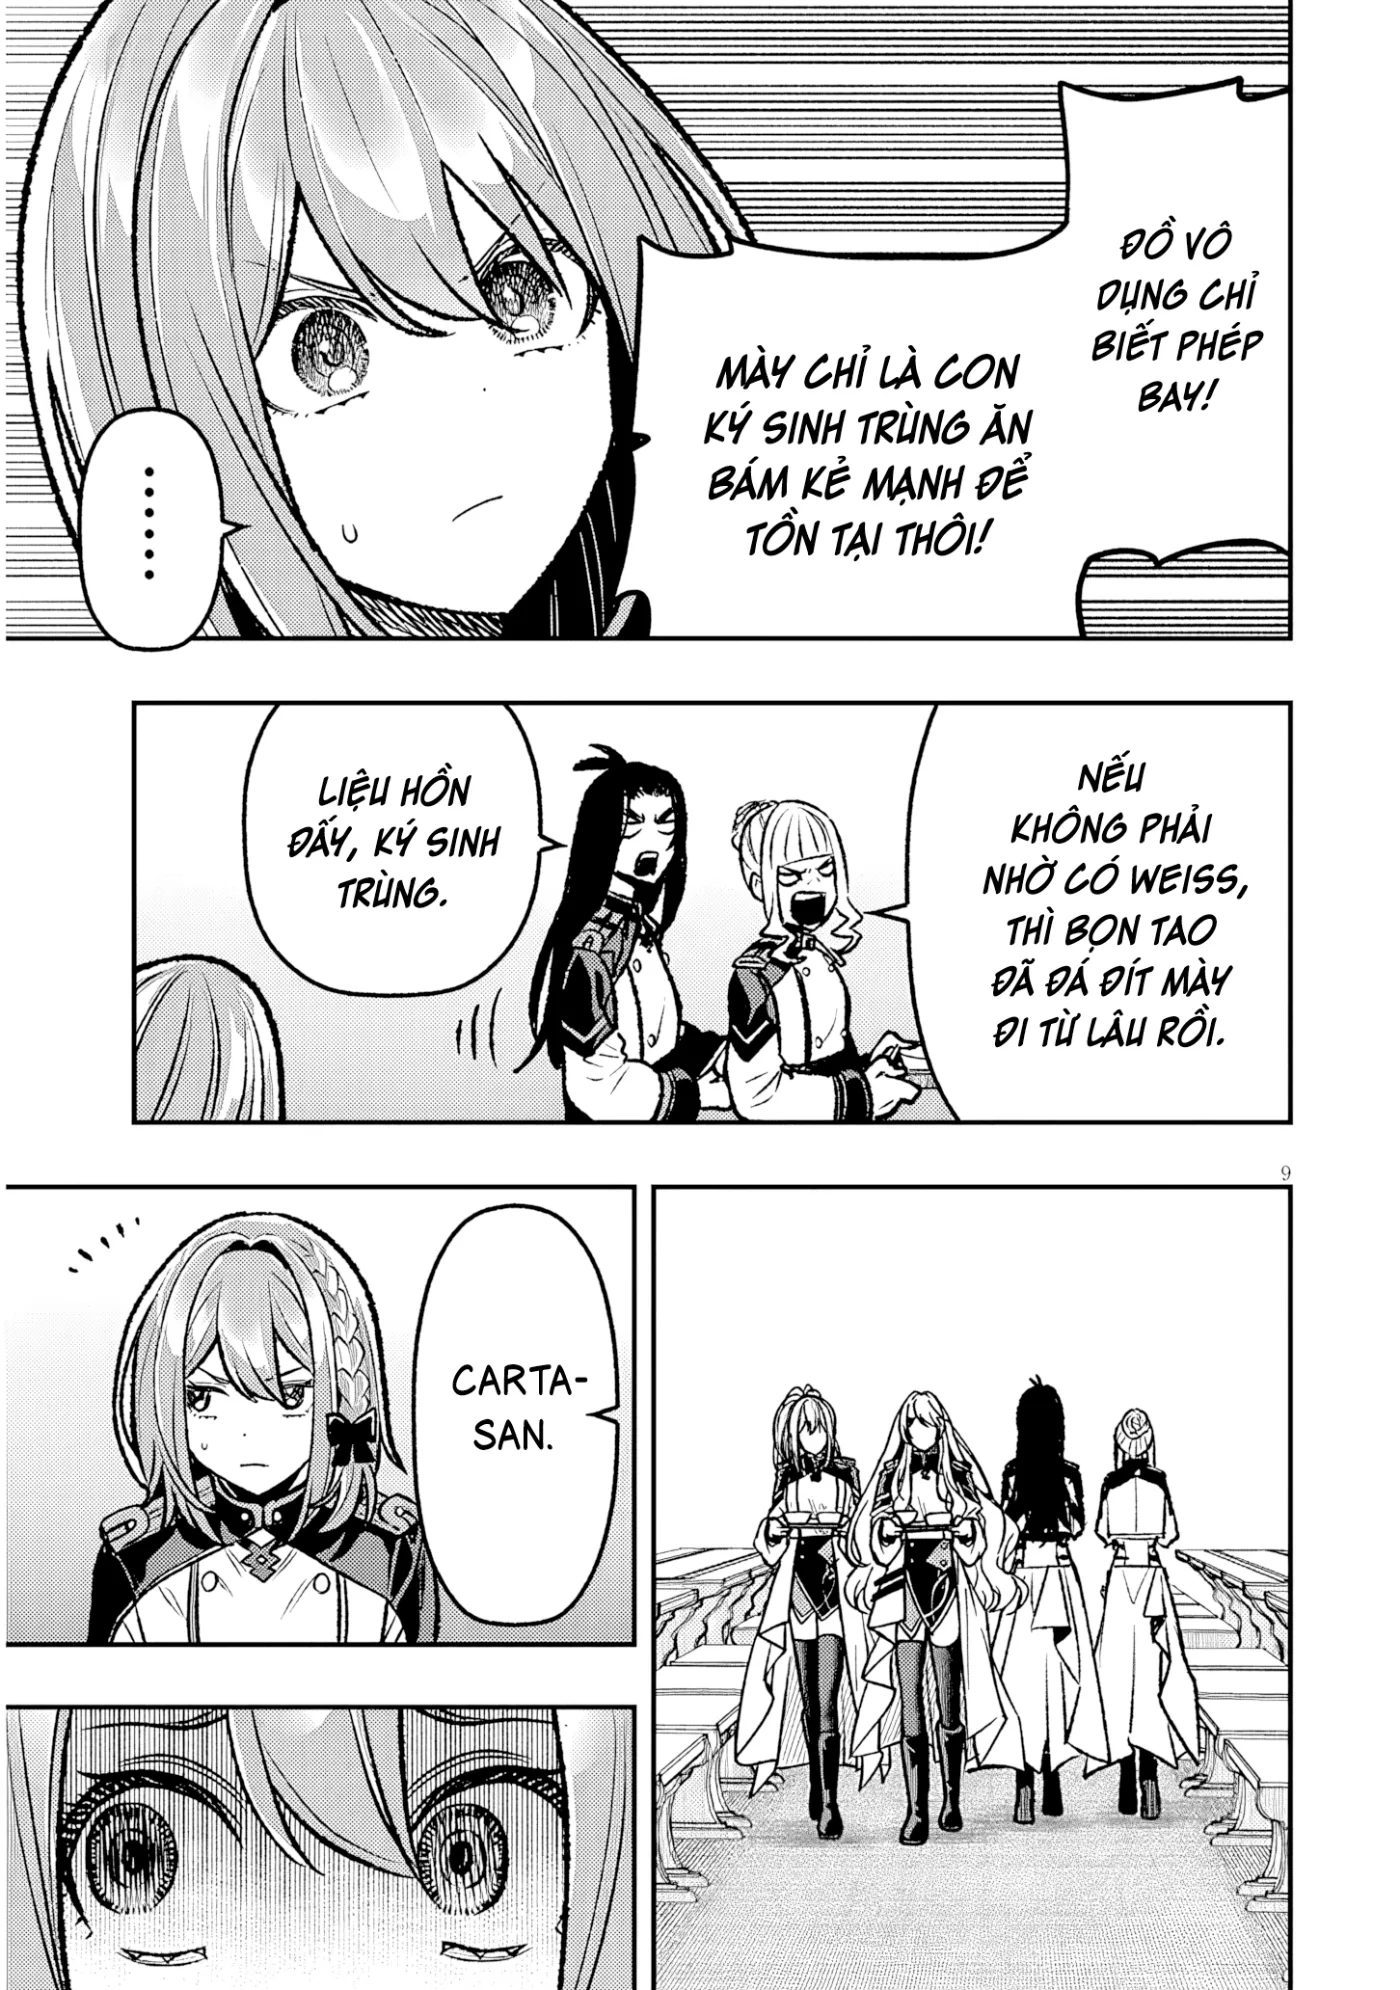 ĐỒ VÔ
DỤNG CHỈ
BIẾT PHÉP
BAY!
MÀY CHỈ LÀ CON
KÝ SINH TRÙNG ĂN
BÁM KẺ MẠNH ĐỂ
TỒN TẠI THÔI!
......
NẾU
KHÔNG PHẢI
NHỜ CÓ WEISS,
THÌ BỌN TAO
ĐÃ ĐÁ ĐÍT MÀY
ĐI TỪ LÂU RỒI.
LIỆU HỒN
ĐẤY, KÝ SINH
TRÙNG.
9
CARTA-
SAN.